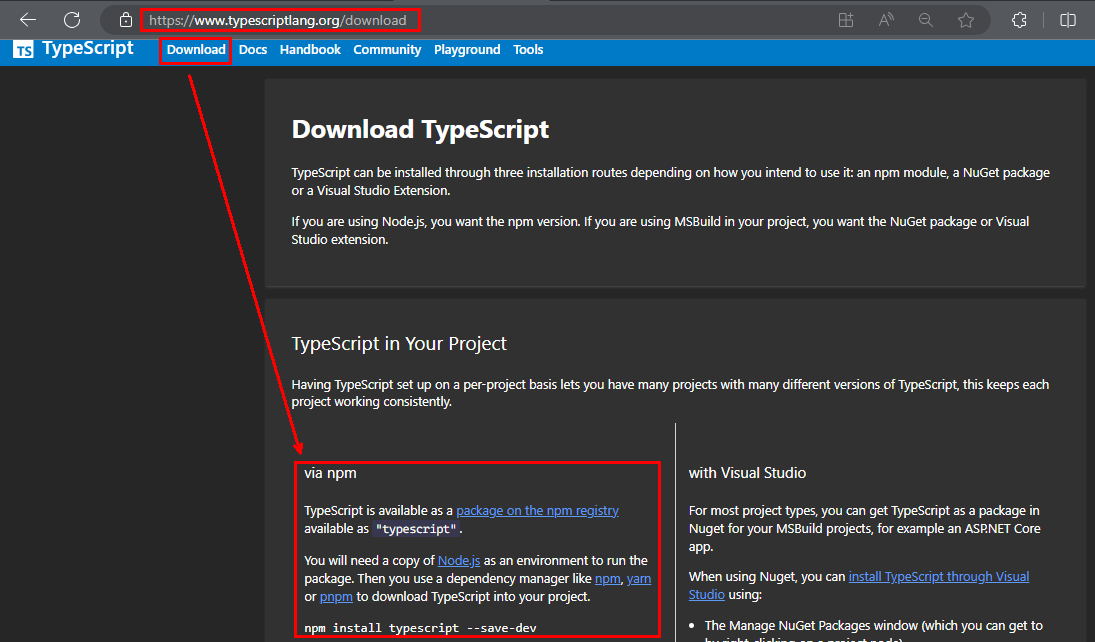 https://www.typescriptlang.org/download
TS TypeScript Download Docs Handbook Community Playground Tools
Download TypeScript
TypeScript can be installed through three installation routes depending on how you intend to use it: an npm module, a NuGet package
or a Visual Studio Extension.
If you are using Node.js, you want the npm version. If you are using MSBuild in your project, you want the NuGet package or Visual
Studio extension.
TypeScript in Your Project
Having TypeScript set up on a per-project basis lets you have many projects with many different versions of TypeScript, this keeps each
project working consistently.
via npm
TypeScript is available as a package on the npm registry
available as "typescript".
You will need a copy of Node.js as an environment to run the
package. Then you use a dependency manager like npm, yarn
or pnpm to download TypeScript into your project.
npm install typescript --save-dev
with Visual Studio
For most project types, you can get TypeScript as a package in
Nuget for your MSBuild projects, for example an ASP.NET Core
app.
When using Nuget, you can install TypeScript through Visual
Studio using:
• The Manage NuGet Packages window (which you can get to
by right-clicking on a project node)